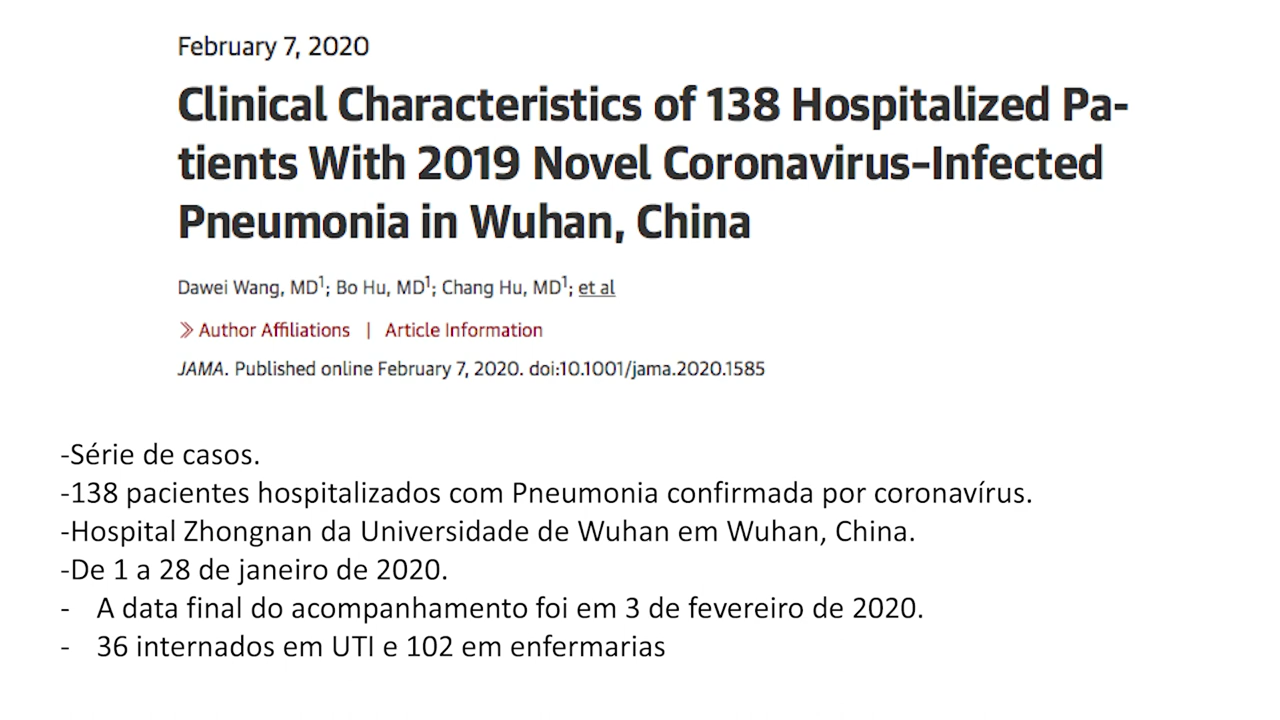 February 7, 2020
Clinical Characteristics of 138 Hospitalized Pa-
tients With 2019 Novel Coronavirus–Infected
Pneumonia in Wuhan, China
Dawei Wang, MD1; Bo Hu, MD1; Chang Hu, MD1; et al
Author Affiliations | Article Information
JAMA. Published online February 7, 2020. doi:10.1001/jama.2020.1585
-Série de casos.
-138 pacientes hospitalizados com Pneumonia confirmada por coronavírus.
-Hospital Zhongnan da Universidade de Wuhan em Wuhan, China.
-De 1 a 28 de janeiro de 2020.
- A data final do acompanhamento foi em 3 de fevereiro de 2020.
- 36 internados em UTI e 102 em enfermarias